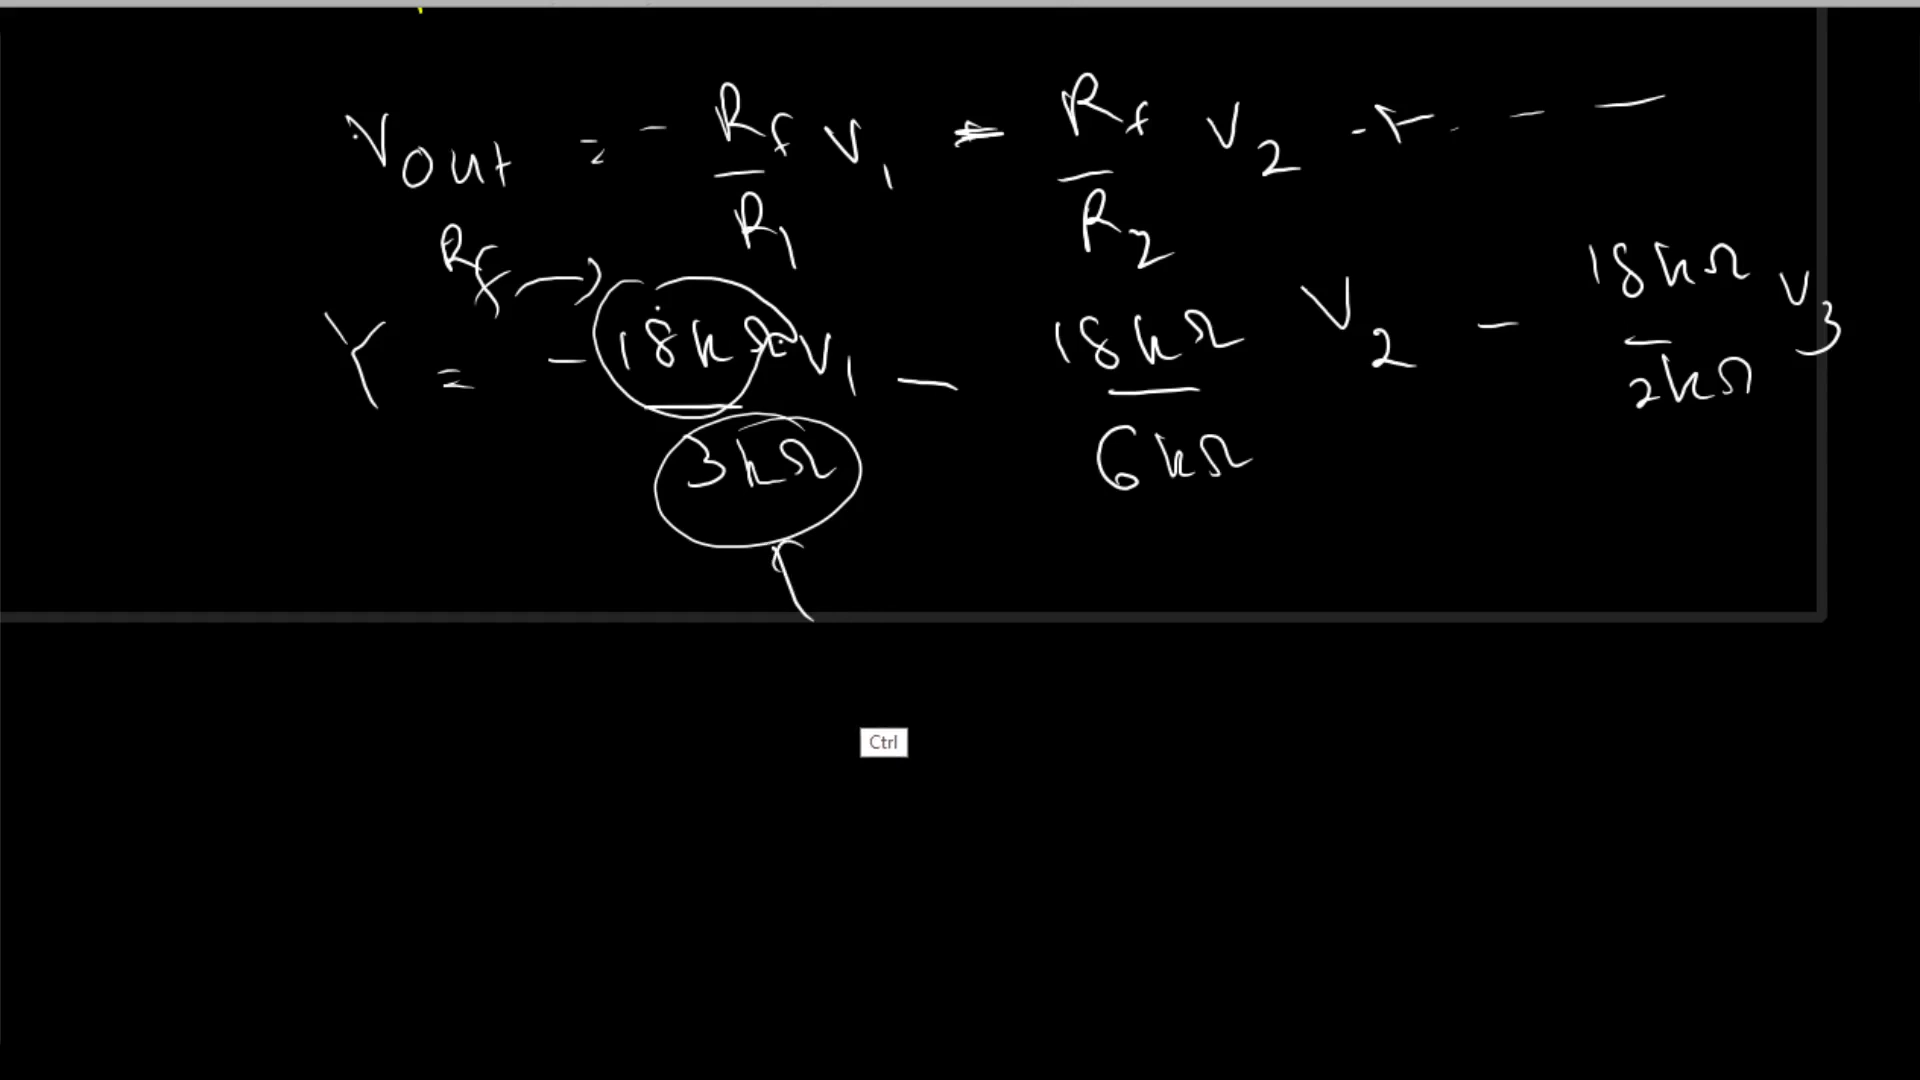 Vout = - Rf/R1 V1 - Rf/R2 V2 - + - - -
Rf →
Y = - 18kΩ/3kΩ V1 - 18kΩ/6kΩ V2 - 18kΩ/2kΩ V3
Ctrl